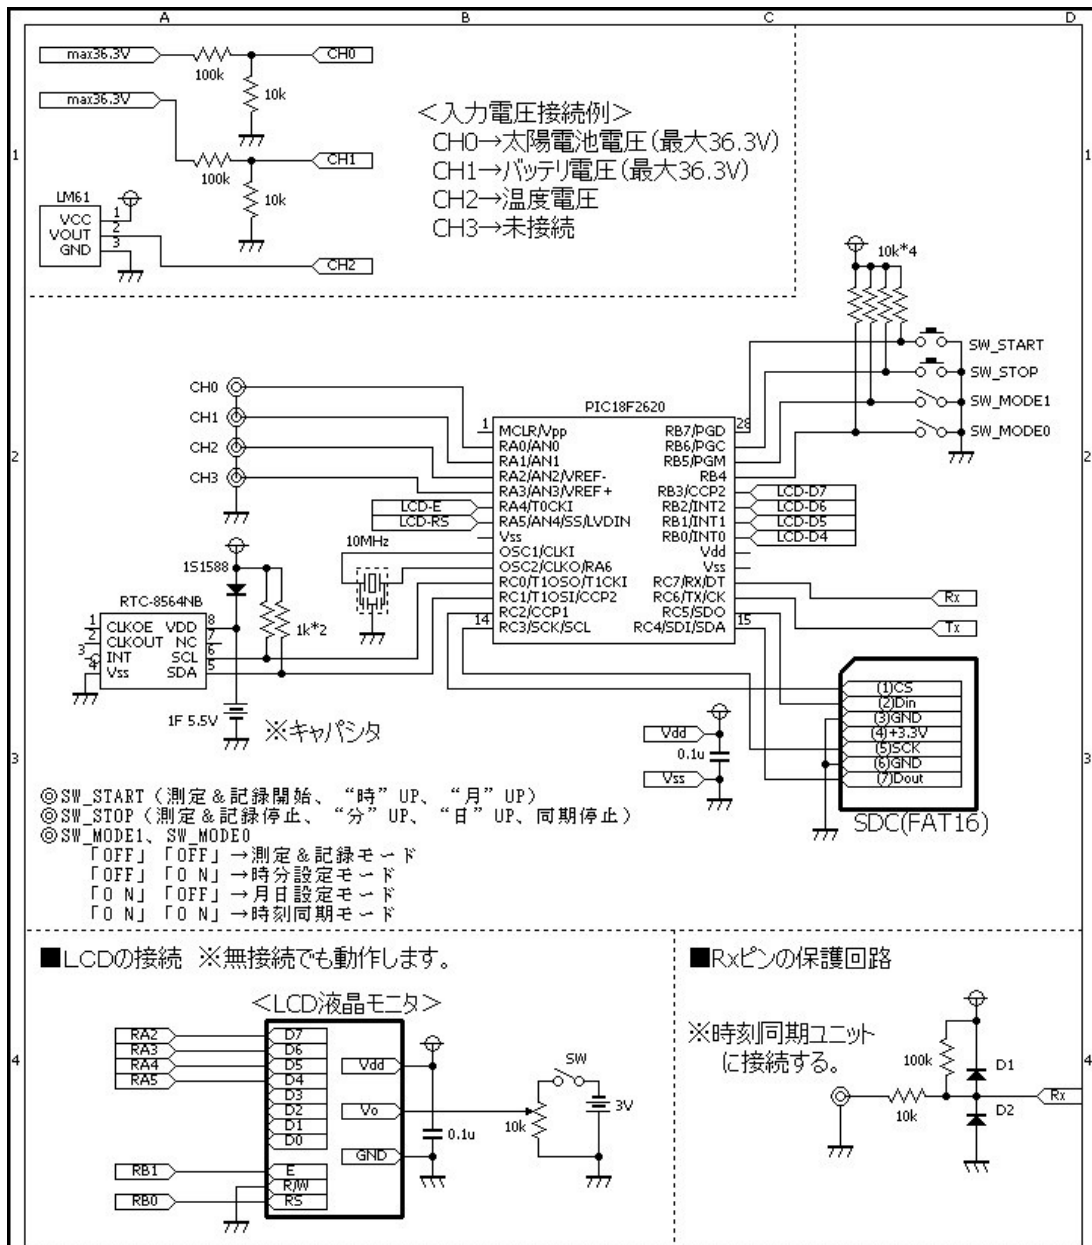 A B C D
1
1
2
2
3
3
4
4
max36.3V
100k
CH0
10k
max36.3V
100k
CH1
10k
LM61
VCC 1
VOUT 2
GND 3
CH2
<入力電圧接続例>
CH0→太陽電池電圧(最大36.3V)
CH1→バッテリ電圧(最大36.3V)
CH2→温度電圧
CH3→未接続
10k*4
SW_START
SW_STOP
SW_MODE1
SW_MODE0
CH0
CH1
CH2
CH3
PIC18F2620
1
28
14
15
MCLR/Vpp
RA0/AN0
RA1/AN1
RA2/AN2/VREF-
RA3/AN3/VREF+
RA4/T0CKI
RA5/AN4/SS/LVDIN
Vss
OSC1/CLKI
OSC2/CLKO/RA6
RC0/T1OSO/T1CKI
RC1/T1OSI/CCP2
RC2/CCP1
RC3/SCK/SCL
RB7/PGD
RB6/PGC
RB5/PGM
RB4
RB3/CCP2
RB2/INT2
RB1/INT1
RB0/INT0
Vdd
Vss
RC7/RX/DT
RC6/TX/CK
RC5/SDO
RC4/SDI/SDA
LCD-E
LCD-RS
LCD-D7
LCD-D6
LCD-D5
LCD-D4
10MHz
Rx
Tx
1S1588
RTC-8564NB
1 CLKOE VDD 8
2 CLKOUT NC 7
3 INT SCL 6
4 Vss SDA 5
1k*2
1F 5.5V
※キャパシタ
Vdd
0.1u
Vss
(1)CS
(2)Din
(3)GND
(4)+3.3V
(5)SCK
(6)GND
(7)Dout
SDC(FAT16)
◎SW_START(測定&記録開始、“時”UP、“月”UP)
◎SW_STOP(測定&記録停止、“分”UP、“日”UP、同期停止)
◎SW_MODE1、SW_MODE0
「OFF」「OFF」→測定&記録モード
「OFF」「O N」→時分設定モード
「O N」「OFF」→月日設定モード
「O N」「O N」→時刻同期モード
■LCDの接続 ※無接続でも動作します。
<LCD液晶モニタ>
RA2
RA3
RA4
RA5
RB1
RB0
D7
D6
D5
D4
D3
D2
D1
D0
E
R/W
RS
Vdd
Vo
GND
0.1u
10k
SW
3V
■Rxピンの保護回路
※時刻同期ユニット
に接続する。
100k
D1
10k
D2
Rx